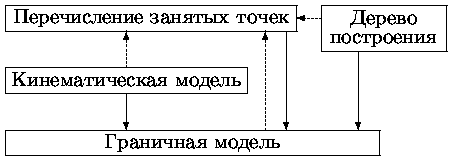 Перечисление занятых точек
Дерево
построения
Кинематическая модель
Граничная модель